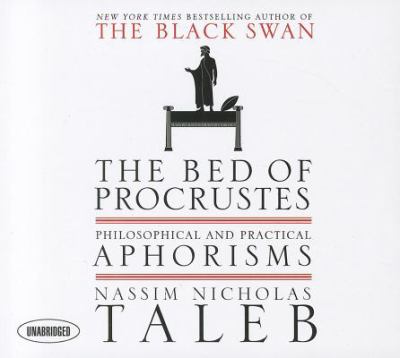 NEW YORK TIMES BESTSELLING AUTHOR OF
THE BLACK SWAN
THE BED OF
PROCRUSTES
PHILOSOPHICAL AND PRACTICAL
APHORISMS
NASSIM NICHOLAS
TALEB
UNABRIDGED